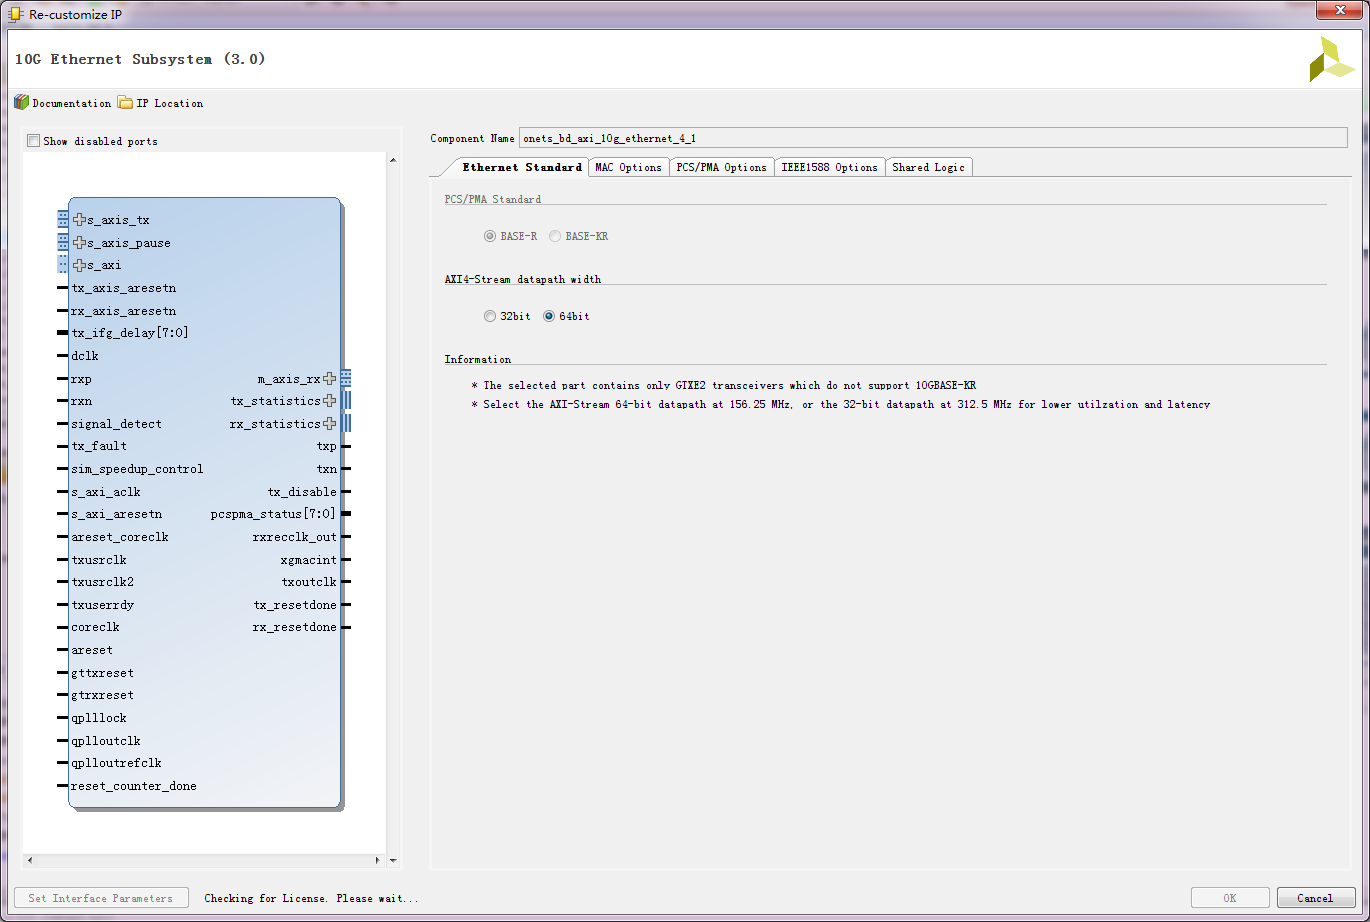 Re-customize IP
10G Ethernet Subsystem (3.0)
Documentation IP Location
Show disabled ports
s_axis_tx
s_axis_pause
s_axi
tx_axis_aresetn
rx_axis_aresetn
tx_ifg_delay[7:0]
dclk
rxp m_axis_rx
rxn tx_statistics
signal_detect rx_statistics
tx_fault txp
sim_speedup_control txn
s_axi_aclk tx_disable
s_axi_aresetn pcspma_status[7:0]
areset_coreclk rxrecclk_out
txusrclk xgmacint
txusrclk2 txoutclk
txuserrdy tx_resetdone
coreclk rx_resetdone
areset
gttxreset
gtrxreset
qplllock
qplloutclk
qplloutrefclk
reset_counter_done
Component Name onets_bd_axi_10g_ethernet_4_1
Ethernet Standard MAC Options PCS/PMA Options IEEE1588 Options Shared Logic
PCS/PMA Standard
BASE-R BASE-KR
AXI4-Stream datapath width
32bit 64bit
Information
* The selected part contains only GTXE2 transceivers which do not support 10GBASE-KR
* Select the AXI-Stream 64-bit datapath at 156.25 MHz, or the 32-bit datapath at 312.5 MHz for lower utilzation and latency
Set Interface Parameters Checking for License. Please wait... OK Cancel